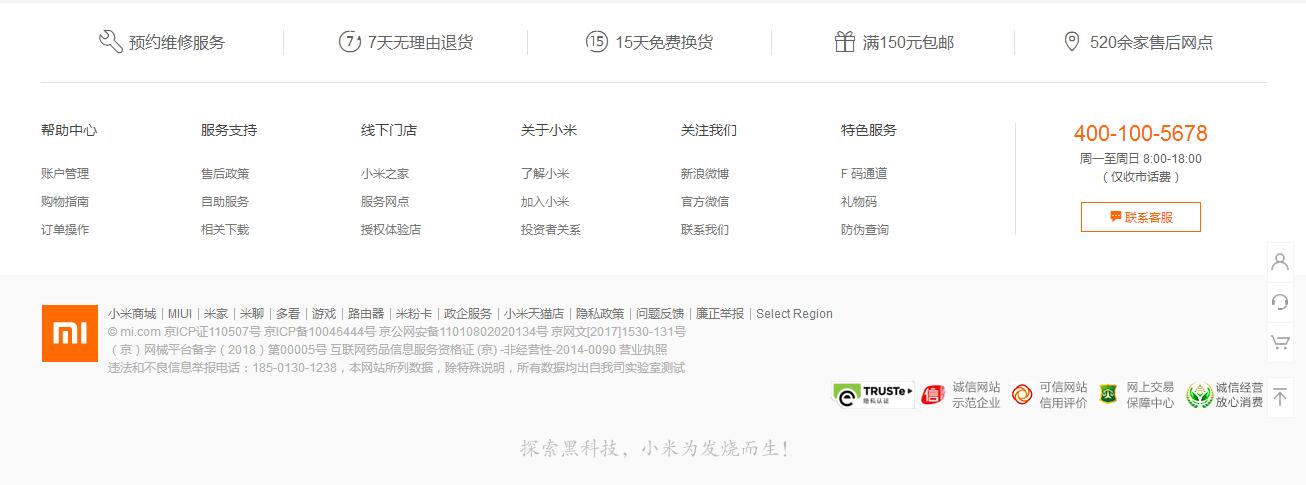 预约维修服务
7 7天无理由退货
15 15天免费换货
满150元包邮
520余家售后网点
帮助中心
账户管理
购物指南
订单操作
服务支持
售后政策
自助服务
相关下载
线下门店
小米之家
服务网点
授权体验店
关于小米
了解小米
加入小米
投资者关系
关注我们
新浪微博
官方微信
联系我们
特色服务
F 码通道
礼物码
防伪查询
400-100-5678
周一至周日 8:00-18:00
（仅收市话费）
联系客服
MI
小米商城|MIUI|米家|米聊|多看|游戏|路由器|米粉卡|政企服务|小米天猫店|隐私政策|问题反馈|廉正举报|Select Region
© mi.com 京ICP证110507号 京ICP备10046444号 京公网安备11010802020134号 京网文[2017]1530-131号
（京）网械平台备字（2018）第00005号 互联网药品信息服务资格证 (京) -非经营性-2014-0090 营业执照
违法和不良信息举报电话：185-0130-1238，本网站所列数据，除特殊说明，所有数据均出自我司实验室测试
TRUSTe
隐私认证
信 诚信网站
示范企业
可信网站
信用评价
网上交易
保障中心
诚信经营
放心消费
探索黑科技，小米为发烧而生！